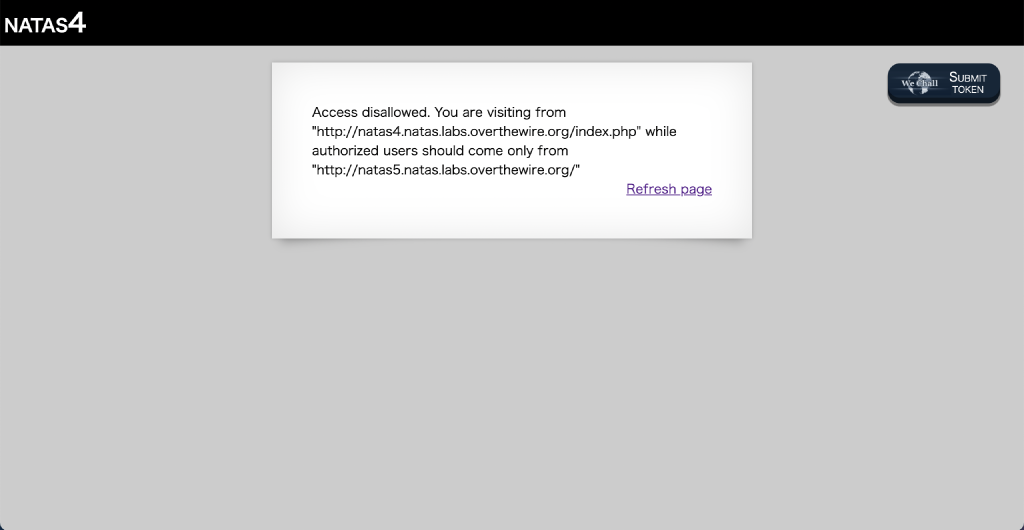 NATAS4
We Chall
SUBMIT
TOKEN
Access disallowed. You are visiting from
"http://natas4.natas.labs.overthewire.org/index.php" while
authorized users should come only from
"http://natas5.natas.labs.overthewire.org/"
Refresh page